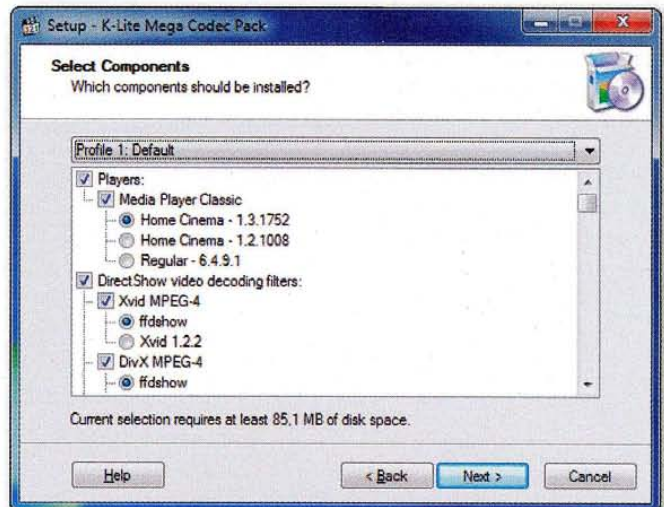 Setup - K-Lite Mega Codec Pack
Select Components
Which components should be installed?
Profile 1: Default
Players:
Media Player Classic
Home Cinema - 1.3.1752
Home Cinema - 1.2.1008
Regular - 6.4.9.1
DirectShow video decoding filters:
Xvid MPEG-4
ffdshow
Xvid 1.2.2
DivX MPEG-4
ffdshow
Current selection requires at least 85.1 MB of disk space.
Help
< Back
Next >
Cancel